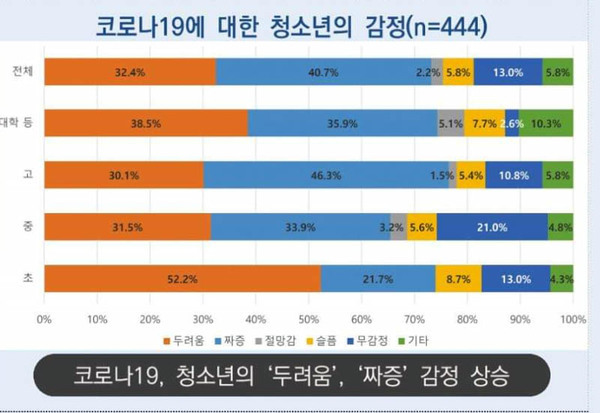 코로나19에 대한 청소년의 감정(n=444)
전체 32.4% 40.7% 2.2% 5.8% 13.0% 5.8%
대학 등 38.5% 35.9% 5.1% 7.7% 2.6% 10.3%
고 30.1% 46.3% 1.5% 5.4% 10.8% 5.8%
중 31.5% 33.9% 3.2% 5.6% 21.0% 4.8%
초 52.2% 21.7% 8.7% 13.0% 4.3%
0% 10% 20% 30% 40% 50% 60% 70% 80% 90% 100%
두려움 짜증 절망감 슬픔 무감정 기타
코로나19, 청소년의 '두려움', '짜증' 감정 상승